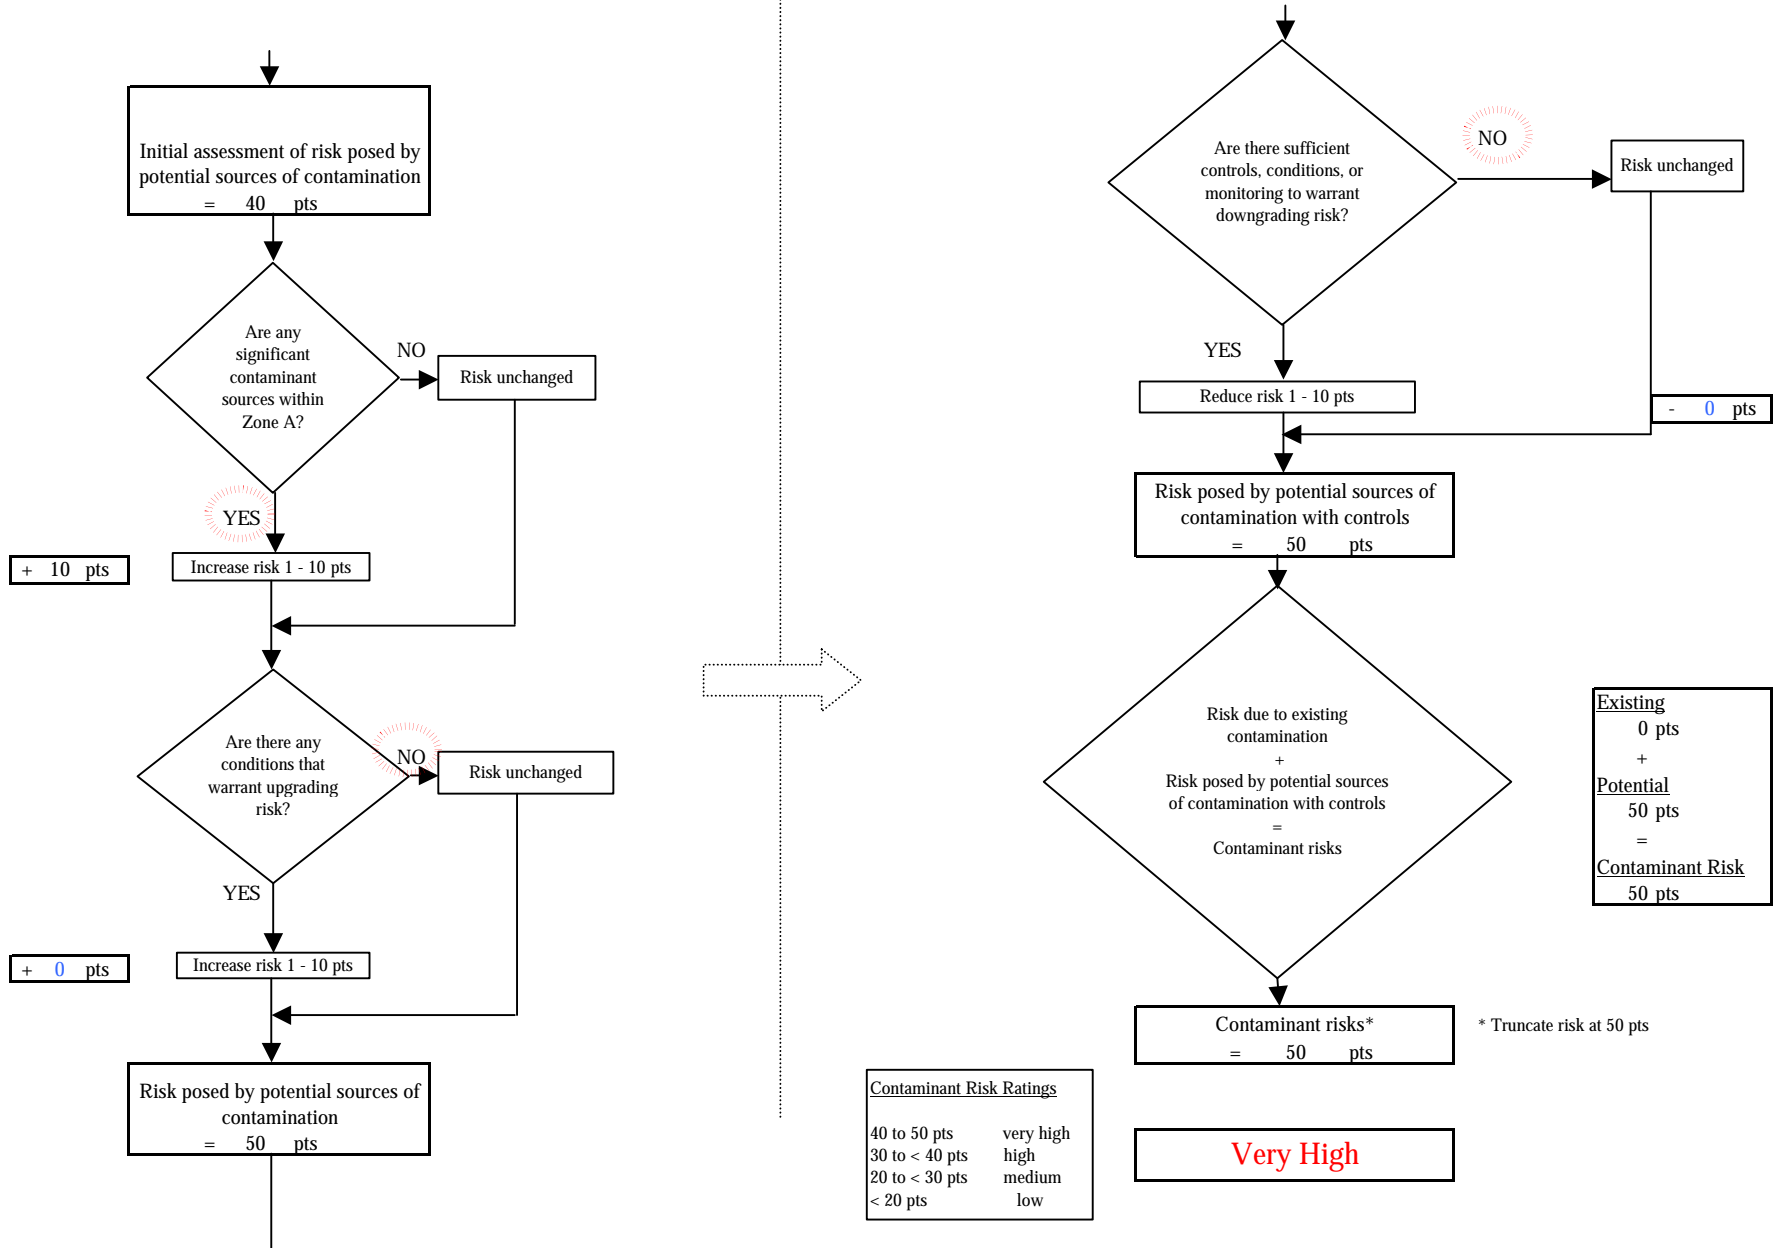 Initial assessment of risk posed by
potential sources of contamination
= 40 pts
Are any
significant
contaminant
sources within
Zone A?
NO
Risk unchanged
YES
+ 10 pts
Increase risk 1 - 10 pts
Are there any
conditions that
warrant upgrading
risk?
NO
Risk unchanged
YES
+ 0 pts
Increase risk 1 - 10 pts
Risk posed by potential sources of
contamination
= 50 pts
Are there sufficient
controls, conditions, or
monitoring to warrant
downgrading risk?
NO
Risk unchanged
YES
Reduce risk 1 - 10 pts
- 0 pts
Risk posed by potential sources of
contamination with controls
= 50 pts
Risk due to existing
contamination
+
Risk posed by potential sources
of contamination with controls
=
Contaminant risks
Existing
0 pts
+
Potential
50 pts
=
Contaminant Risk
50 pts
Contaminant risks*
= 50 pts
* Truncate risk at 50 pts
Contaminant Risk Ratings
40 to 50 pts very high
30 to < 40 pts high
20 to < 30 pts medium
< 20 pts low
Very High